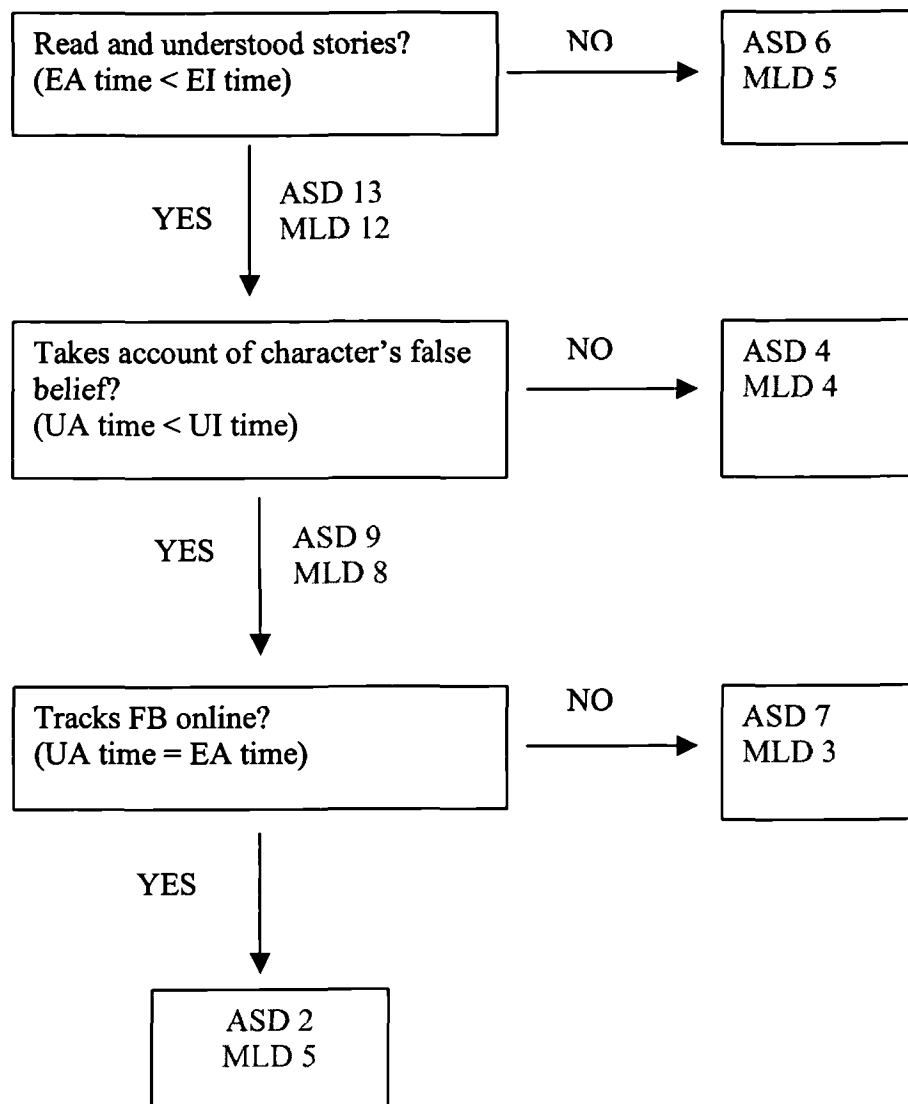 Read and understood stories?
(EA time < EI time)
NO
ASD 6
MLD 5
YES
ASD 13
MLD 12
Takes account of character’s false
belief?
(UA time < UI time)
NO
ASD 4
MLD 4
YES
ASD 9
MLD 8
Tracks FB online?
(UA time = EA time)
NO
ASD 7
MLD 3
YES
ASD 2
MLD 5